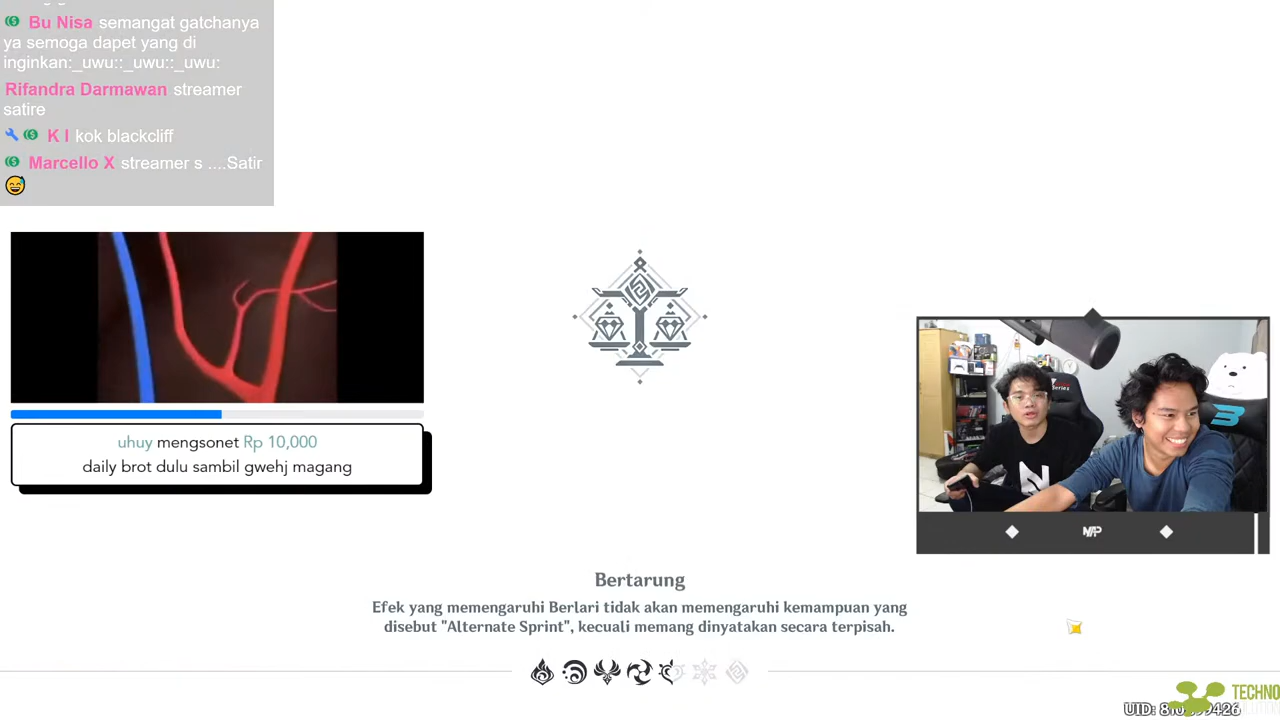 Bu Nisa semangat gatchanya
ya semoga dapet yang di
inginkan:_uwu::_uwu::_uwu:
Rifandra Darmawan streamer
satire
K I kok blackcliff
Marcello X streamer s ....Satir
uhuy mengsonet Rp 10,000
daily brot dulu sambil gwehj magang
Bertarung
Efek yang memengaruhi Berlari tidak akan memengaruhi kemampuan yang
disebut "Alternate Sprint", kecuali memang dinyatakan secara terpisah.
TECHNO